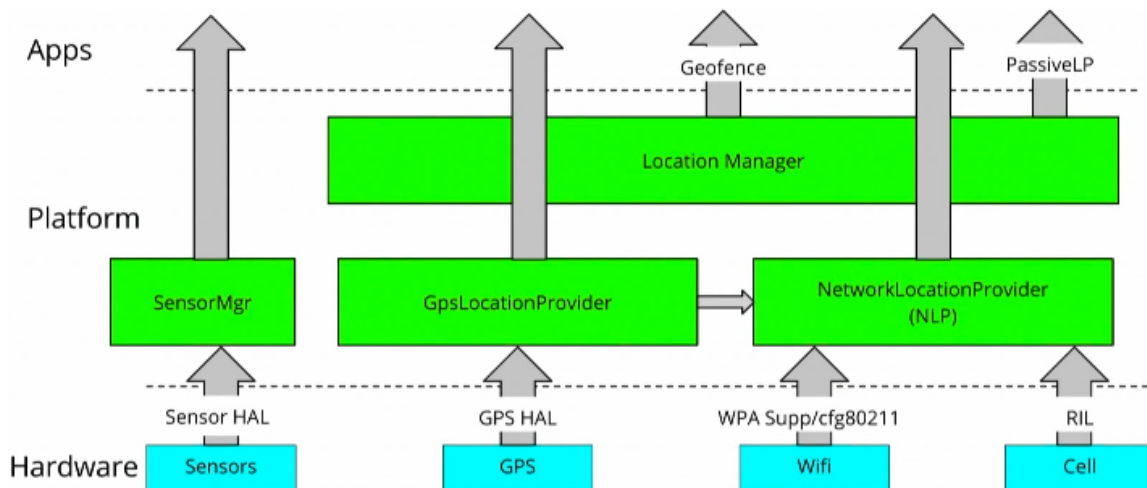 Apps
Geofence
PassiveLP
Location Manager
Platform
SensorMgr
GpsLocationProvider
NetworkLocationProvider
(NLP)
Sensor HAL
GPS HAL
WPA Supp/cfg80211
RIL
Hardware
Sensors
GPS
Wifi
Cell